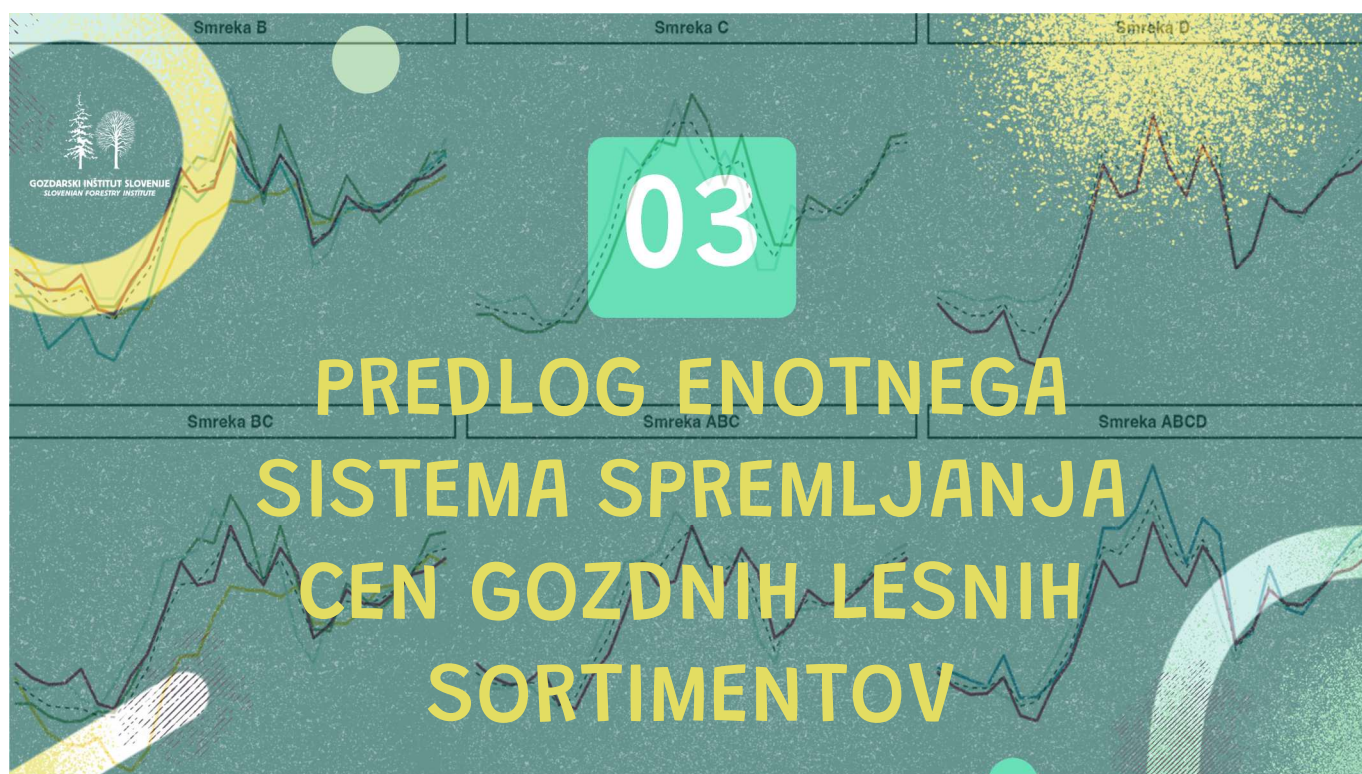 Smreka B
Smreka C
Smreka D
GOZDARSKI INŠTITUT SLOVENIJE
SLOVENIAN FORESTRY INSTITUTE
03
PREDLOG ENOTNEGA
Smreka BC
Smreka ABC
Smreka ABCD
SISTEMA SPREMLJANJA
CEN GOZDNIH LESNIH
SORTIMENTOV